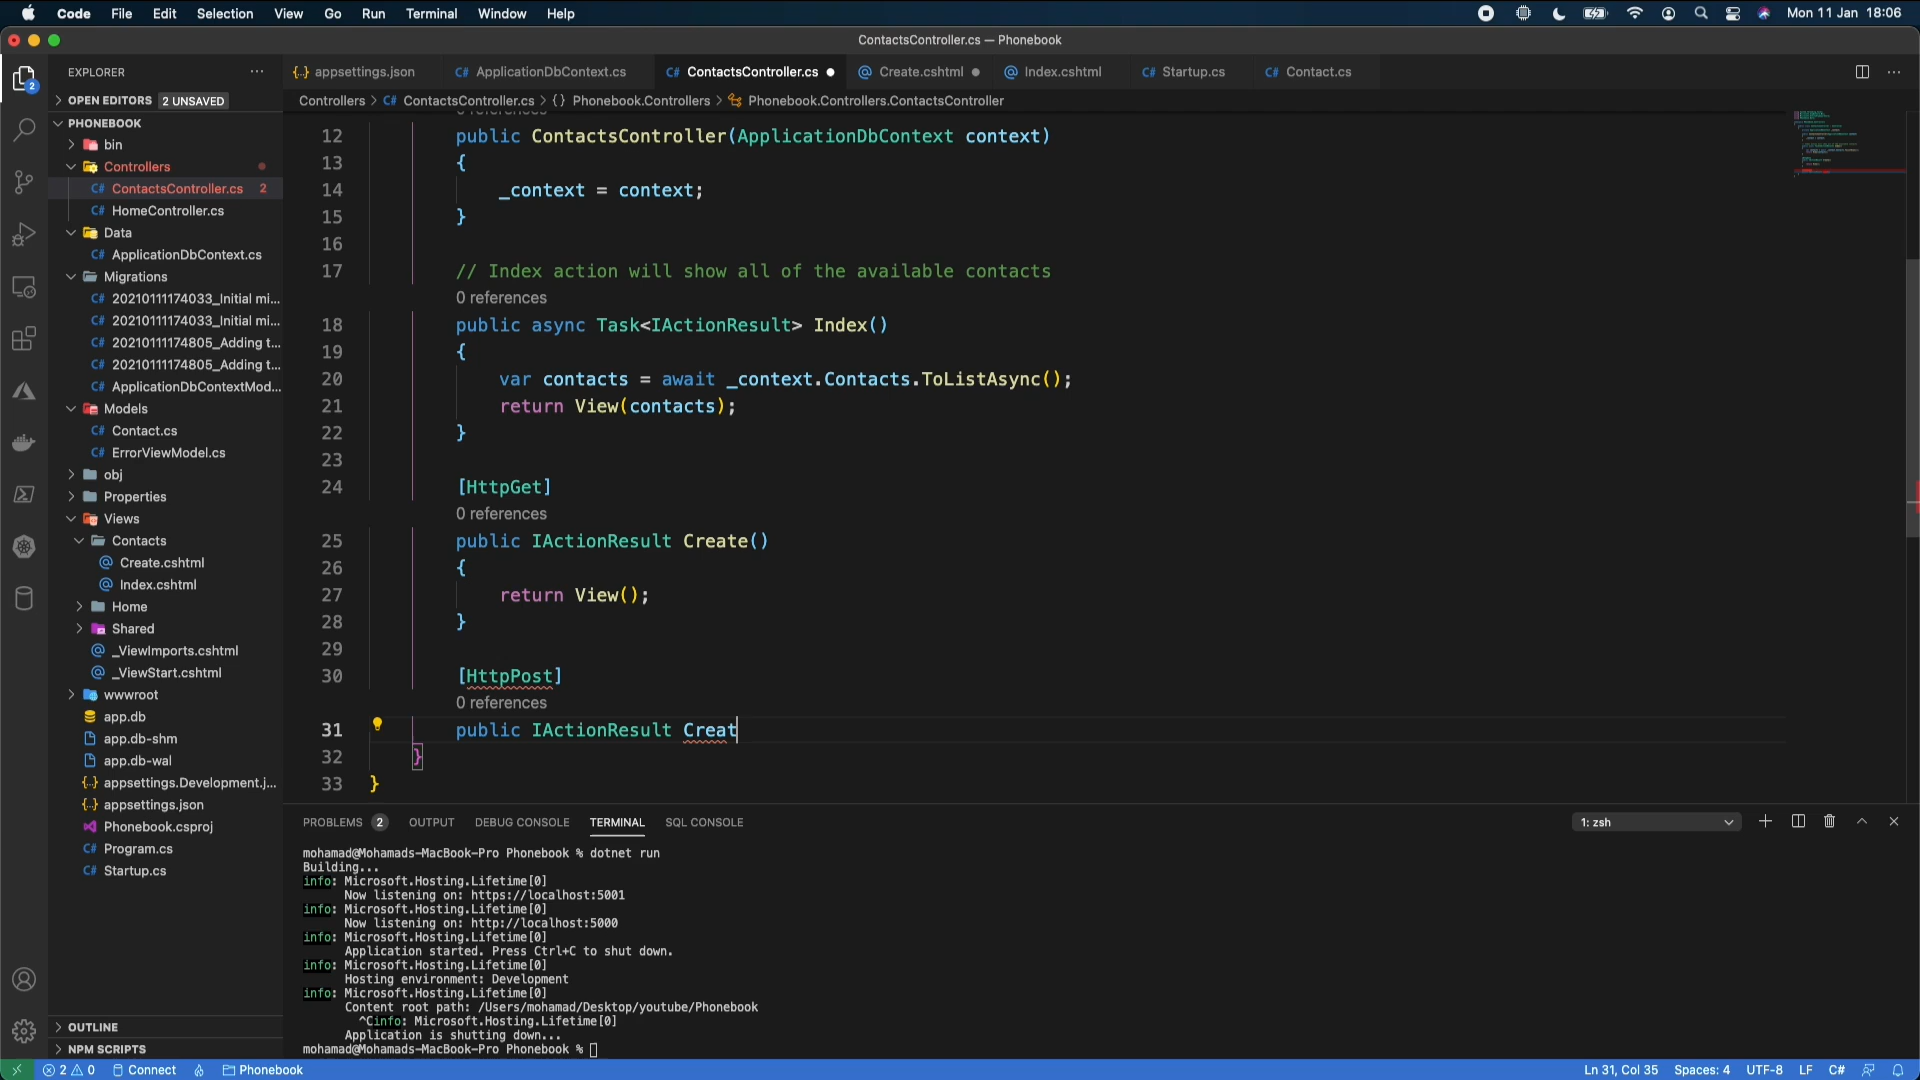 Code File Edit Selection View Go Run Terminal Window Help Mon 11 Jan 18:06
ContactsController.cs — Phonebook
EXPLORER
OPEN EDITORS 2 UNSAVED
PHONEBOOK
bin
Controllers
C# ContactsController.cs 2
C# HomeController.cs
Data
C# ApplicationDbContext.cs
Migrations
C# 20210111174033_Initial mi...
C# 20210111174033_Initial mi...
C# 20210111174805_Adding t...
C# 20210111174805_Adding t...
C# ApplicationDbContextMod...
Models
C# Contact.cs
C# ErrorViewModel.cs
obj
Properties
Views
Contacts
@ Create.cshtml
@ Index.cshtml
Home
Shared
@ _ViewImports.cshtml
@ _ViewStart.cshtml
wwwroot
app.db
app.db-shm
app.db-wal
{..} appsettings.Development.j...
{..} appsettings.json
Phonebook.csproj
C# Program.cs
C# Startup.cs
OUTLINE
NPM SCRIPTS
{..} appsettings.json C# ApplicationDbContext.cs C# ContactsController.cs @ Create.cshtml @ Index.cshtml C# Startup.cs C# Contact.cs
Controllers > C# ContactsController.cs > {} Phonebook.Controllers > Phonebook.Controllers.ContactsController
0 references
12 public ContactsController(ApplicationDbContext context)
13 {
14 _context = context;
15 }
16
17 // Index action will show all of the available contacts
0 references
18 public async Task<IActionResult> Index()
19 {
20 var contacts = await _context.Contacts.ToListAsync();
21 return View(contacts);
22 }
23
24 [HttpGet]
0 references
25 public IActionResult Create()
26 {
27 return View();
28 }
29
30 [HttpPost]
0 references
31 public IActionResult Creat
32 }
33 }
PROBLEMS 2 OUTPUT DEBUG CONSOLE TERMINAL SQL CONSOLE 1: zsh
mohamad@Mohamads-MacBook-Pro Phonebook % dotnet run
Building...
info: Microsoft.Hosting.Lifetime[0]
Now listening on: https://localhost:5001
info: Microsoft.Hosting.Lifetime[0]
Now listening on: http://localhost:5000
info: Microsoft.Hosting.Lifetime[0]
Application started. Press Ctrl+C to shut down.
info: Microsoft.Hosting.Lifetime[0]
Hosting environment: Development
info: Microsoft.Hosting.Lifetime[0]
Content root path: /Users/mohamad/Desktop/youtube/Phonebook
^Cinfo: Microsoft.Hosting.Lifetime[0]
Application is shutting down...
mohamad@Mohamads-MacBook-Pro Phonebook %
2 0 Connect Phonebook Ln 31, Col 35 Spaces: 4 UTF-8 LF C#